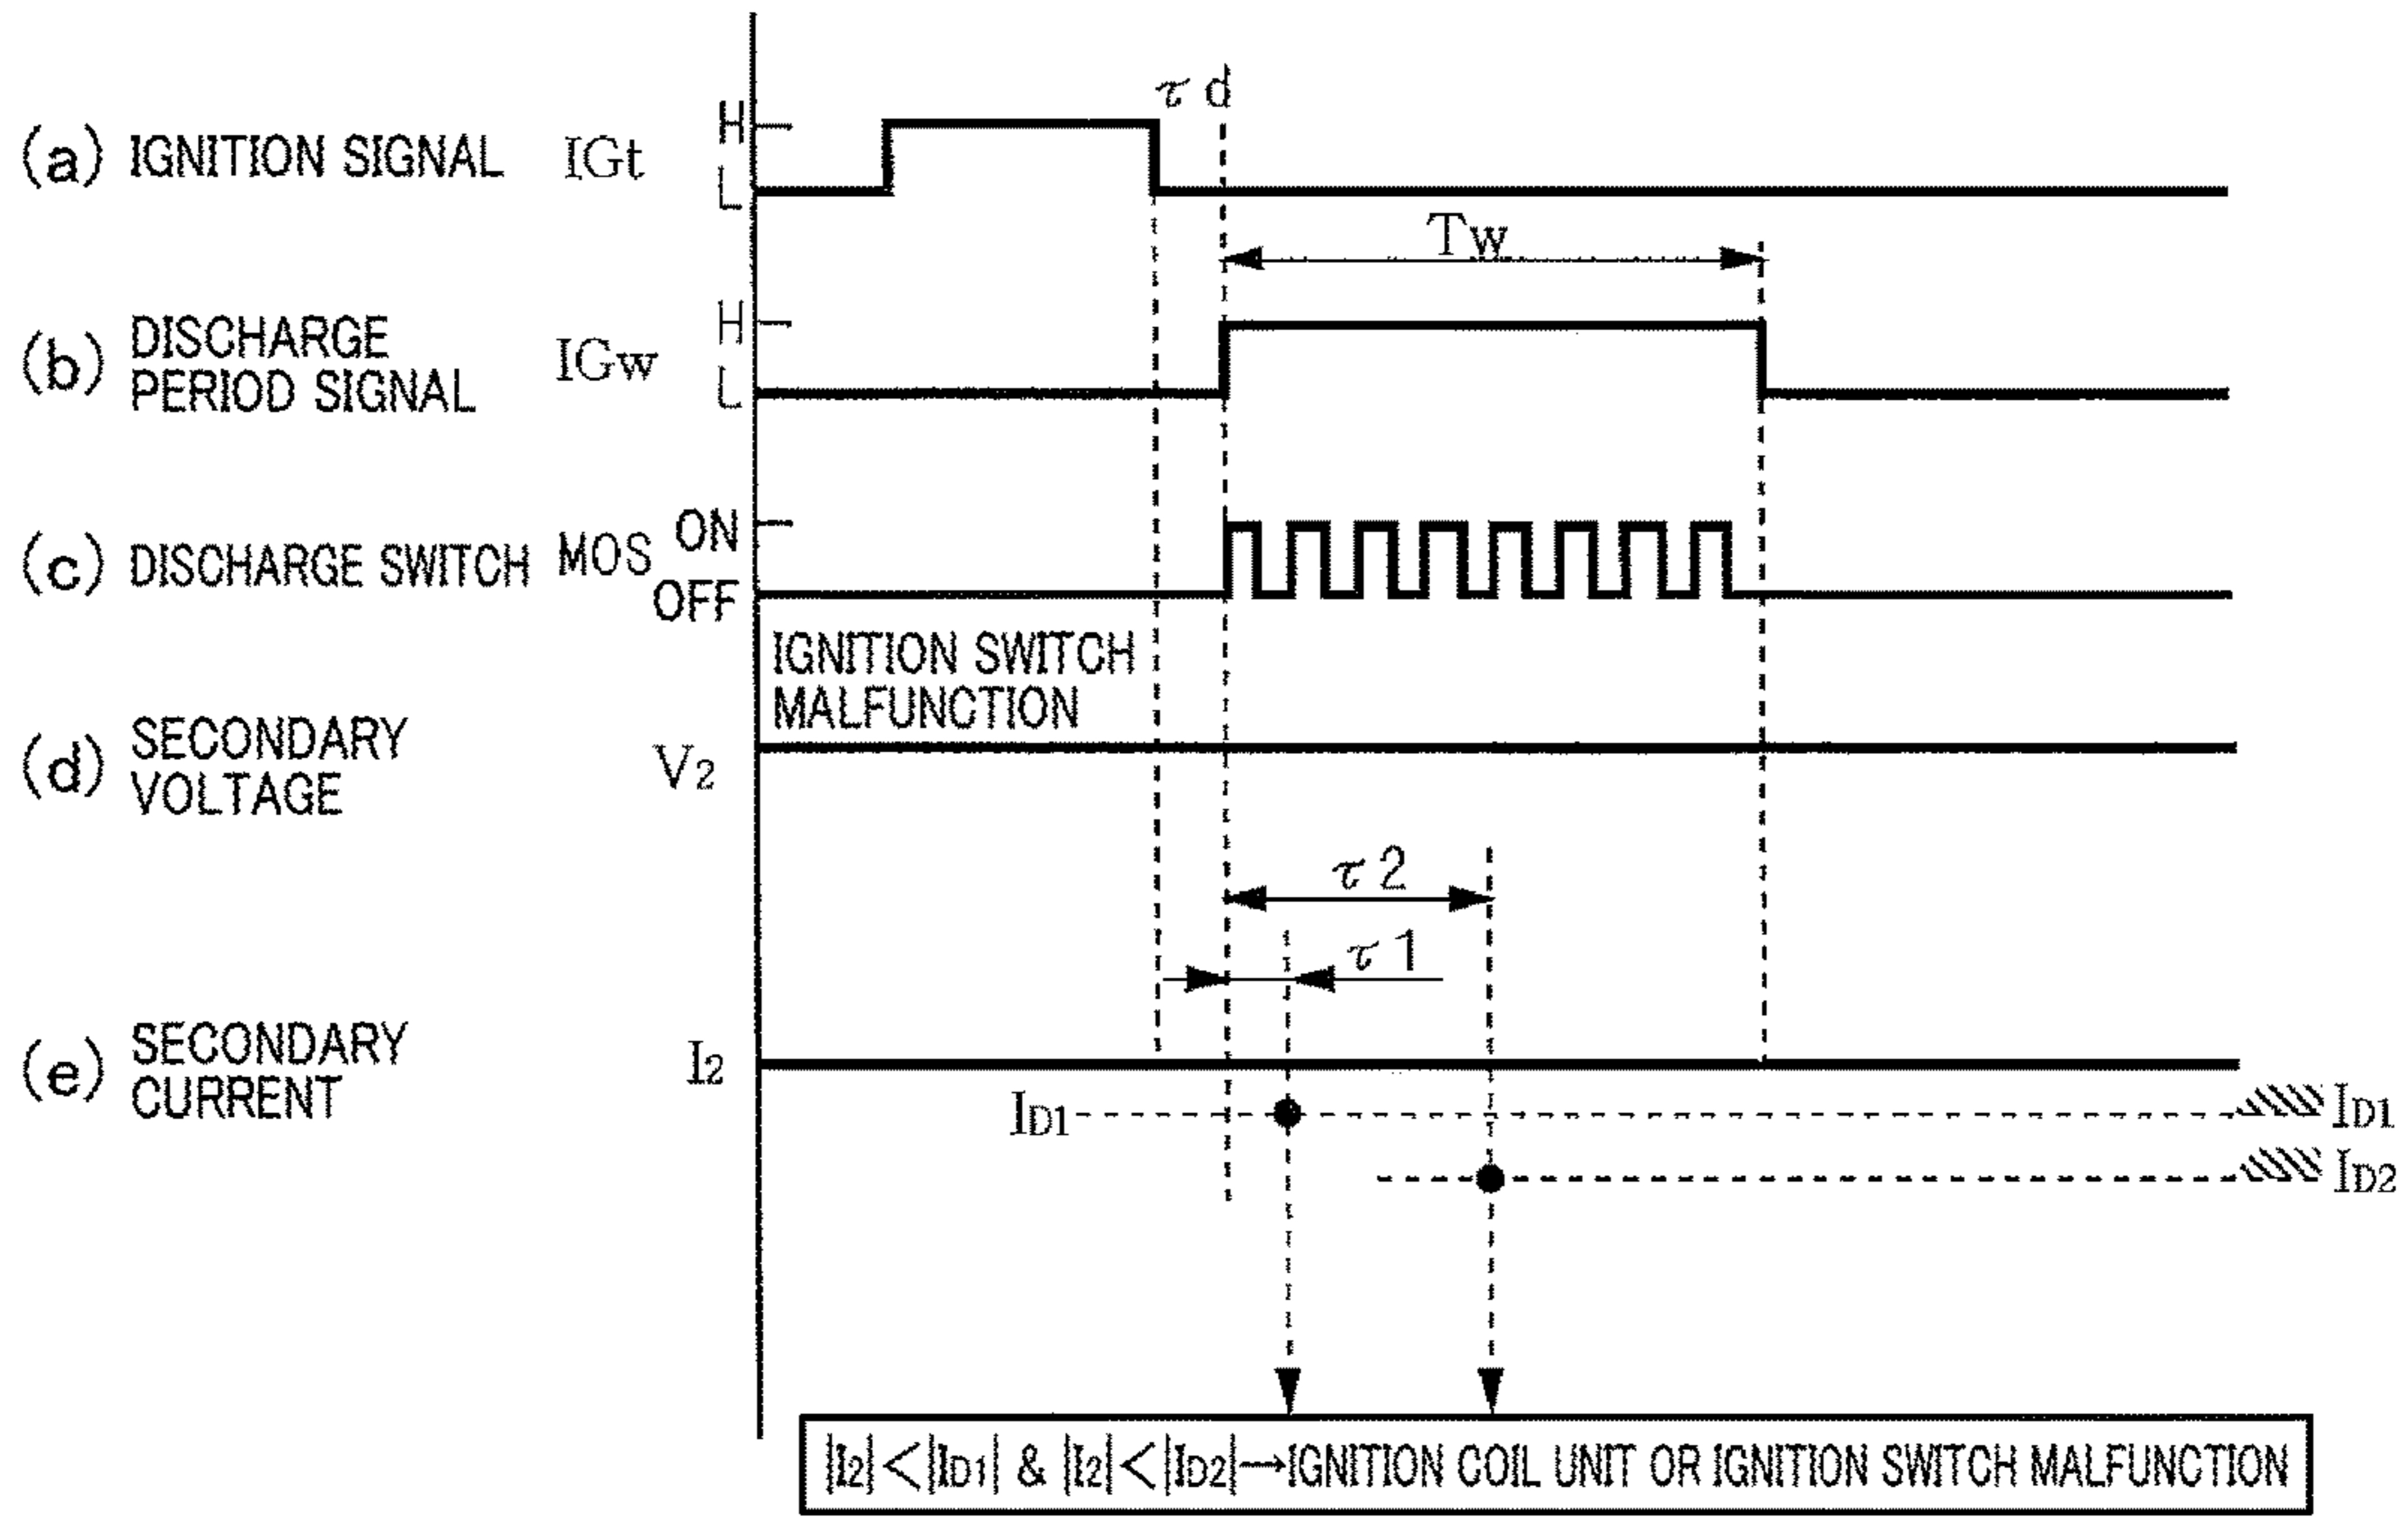 τd
(a) IGNITION SIGNAL IGt H
L
Tw
(b) DISCHARGE
PERIOD SIGNAL IGw H
L
(c) DISCHARGE SWITCH MOS ON
OFF
IGNITION SWITCH
MALFUNCTION
(d) SECONDARY
VOLTAGE V2
τ2
τ1
(e) SECONDARY
CURRENT I2
ID1 ID1
ID2
|I2|<|ID1| & |I2|<|ID2|→IGNITION COIL UNIT OR IGNITION SWITCH MALFUNCTION